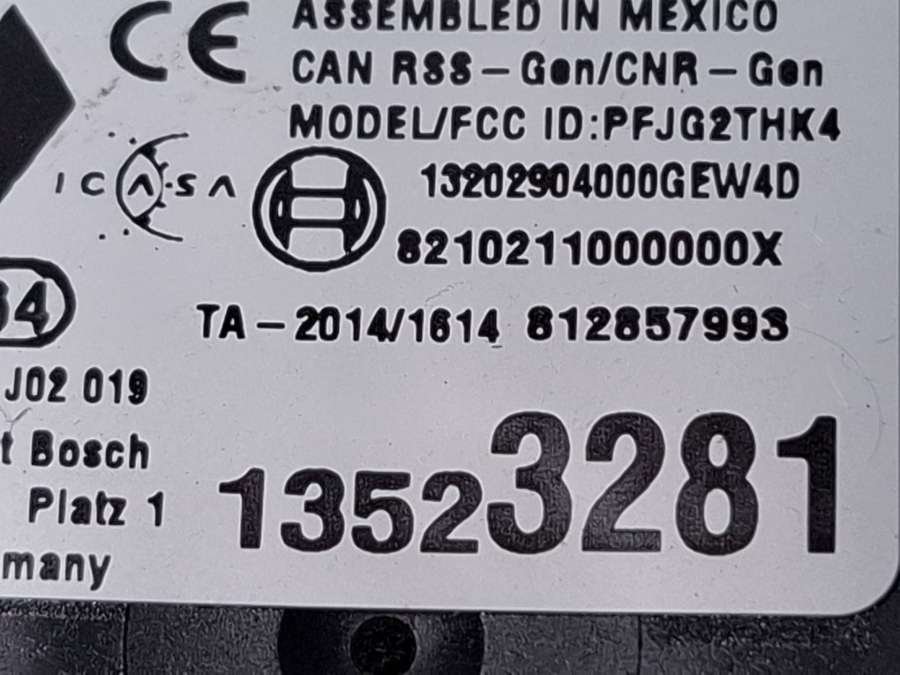 CE
ASSEMBLED IN MEXICO
CAN RSS-Gen/CNR-Gen
MODEL/FCC ID:PFJG2THK4
ICASA
13202904000GEW4D
8210211000000X
TA-2014/1614 812857993
J02 019
Bosch
Platz 1
many
13523281